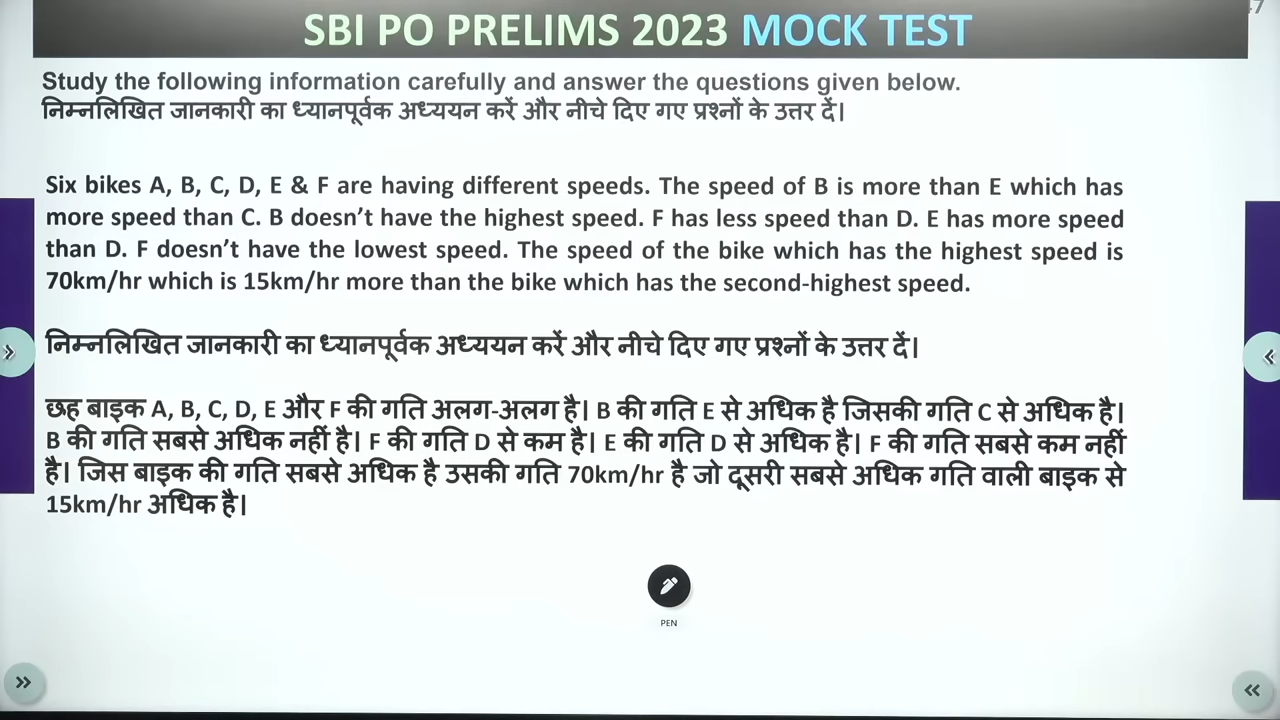 47
SBI PO PRELIMS 2023 MOCK TEST
Study the following information carefully and answer the questions given below.
निम्नलिखित जानकारी का ध्यानपूर्वक अध्ययन करें और नीचे दिए गए प्रश्नों के उत्तर दें।
Six bikes A, B, C, D, E & F are having different speeds. The speed of B is more than E which has
more speed than C. B doesn’t have the highest speed. F has less speed than D. E has more speed
than D. F doesn’t have the lowest speed. The speed of the bike which has the highest speed is
70km/hr which is 15km/hr more than the bike which has the second-highest speed.
निम्नलिखित जानकारी का ध्यानपूर्वक अध्ययन करें और नीचे दिए गए प्रश्नों के उत्तर दें।
छह बाइक A, B, C, D, E और F की गति अलग-अलग है। B की गति E से अधिक है जिसकी गति C से अधिक है।
B की गति सबसे अधिक नहीं है। F की गति D से कम है। E की गति D से अधिक है। F की गति सबसे कम नहीं
है। जिस बाइक की गति सबसे अधिक है उसकी गति 70km/hr है जो दूसरी सबसे अधिक गति वाली बाइक से
15km/hr अधिक है।
PEN